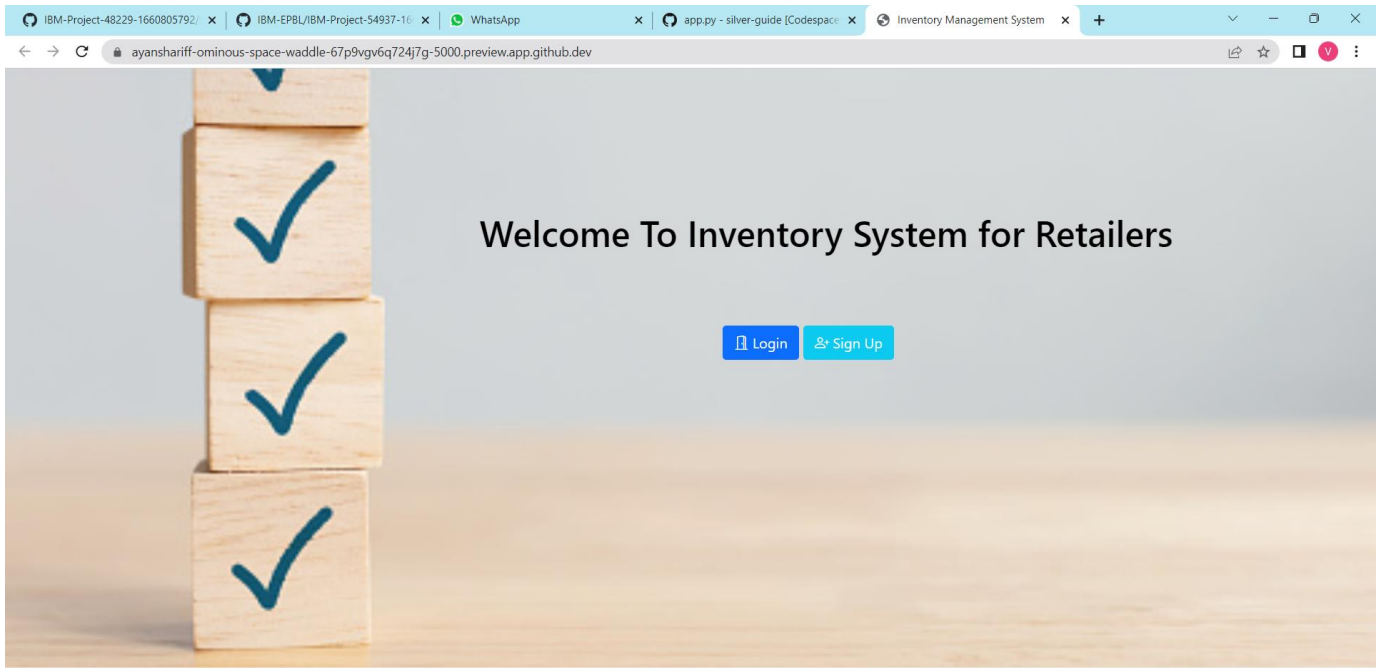 IBM-Project-48229-1660805792/
IBM-EPBL/IBM-Project-54937-16
WhatsApp
app.py - silver-guide [Codespace
Inventory Management System
ayanshariff-ominous-space-waddle-67p9vgv6q724j7g-5000.preview.app.github.dev
V
Welcome To Inventory System for Retailers
Login
Sign Up